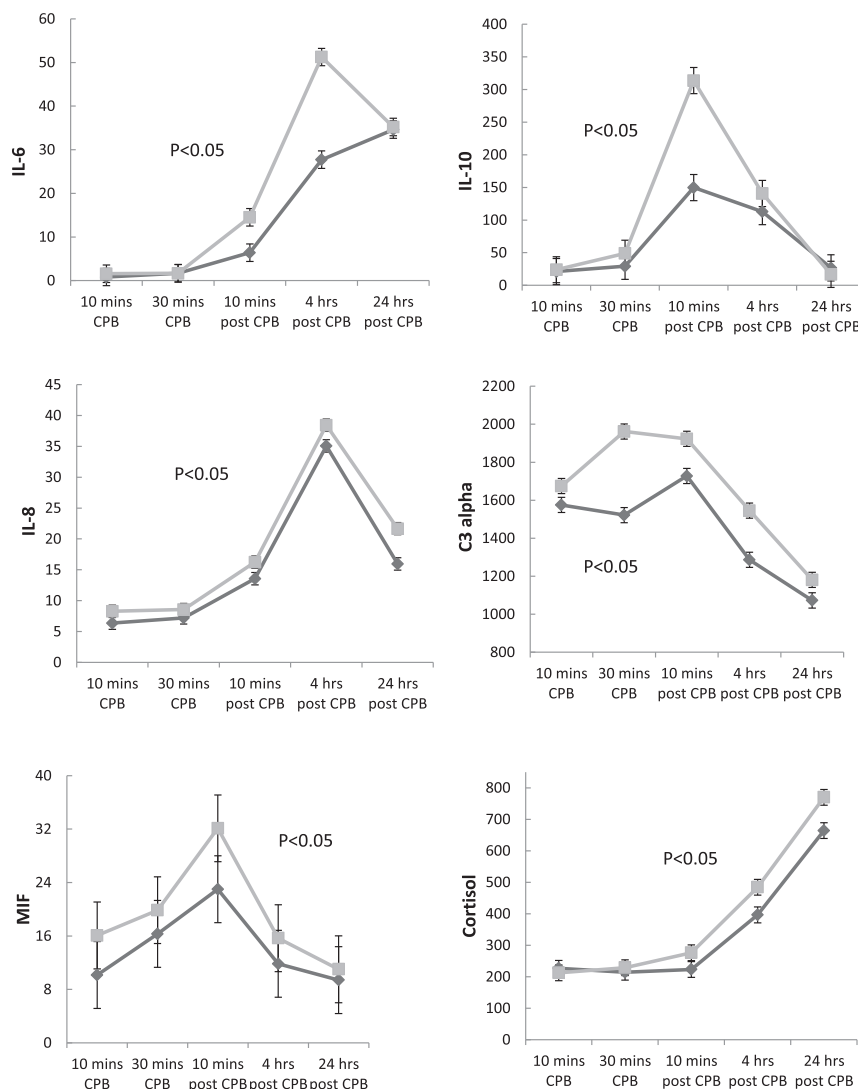 60
50
40
30
20
10
0
IL-6
P<0.05
10 mins 30 mins 10 mins 4 hrs 24 hrs
CPB CPB post CPB post CPB post CPB
400
350
300
250
200
150
100
50
0
IL-10
P<0.05
10 mins 30 mins 10 mins 4 hrs 24 hrs
CPB CPB post CPB post CPB post CPB
45
40
35
30
25
20
15
10
5
0
IL-8
P<0.05
10 mins 30 mins 10 mins 4 hrs 24 hrs
CPB CPB post CPB post CPB post CPB
2200
2000
1800
1600
1400
1200
1000
800
C3 alpha
P<0.05
10 mins 30 mins 10 mins 4 hrs 24 hrs
CPB CPB post CPB post CPB post CPB
40
32
24
16
8
0
MIF
P<0.05
10 mins 30 mins 10 mins 4 hrs 24 hrs
CPB CPB post CPB post CPB post CPB
800
700
600
500
400
300
200
100
0
Cortisol
P<0.05
10 mins 30 mins 10 mins 4 hrs 24 hrs
CPB CPB post CPB post CPB post CPB